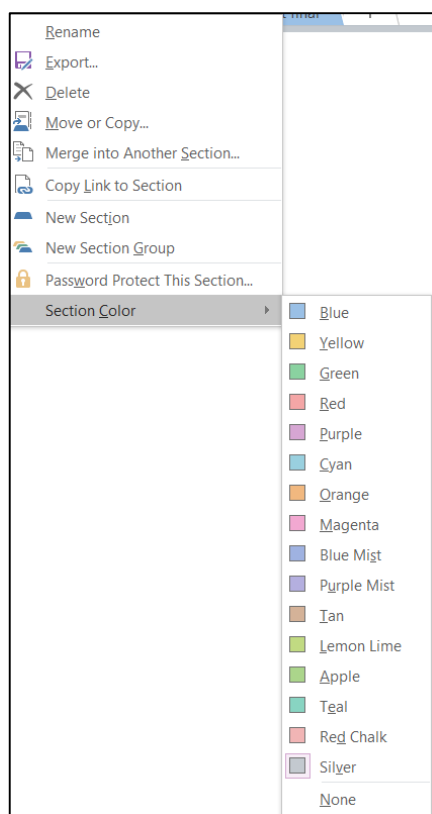 final
Rename
Export...
Delete
Move or Copy...
Merge into Another Section...
Copy Link to Section
New Section
New Section Group
Password Protect This Section...
Section Color
Blue
Yellow
Green
Red
Purple
Cyan
Orange
Magenta
Blue Mist
Purple Mist
Tan
Lemon Lime
Apple
Teal
Red Chalk
Silver
None